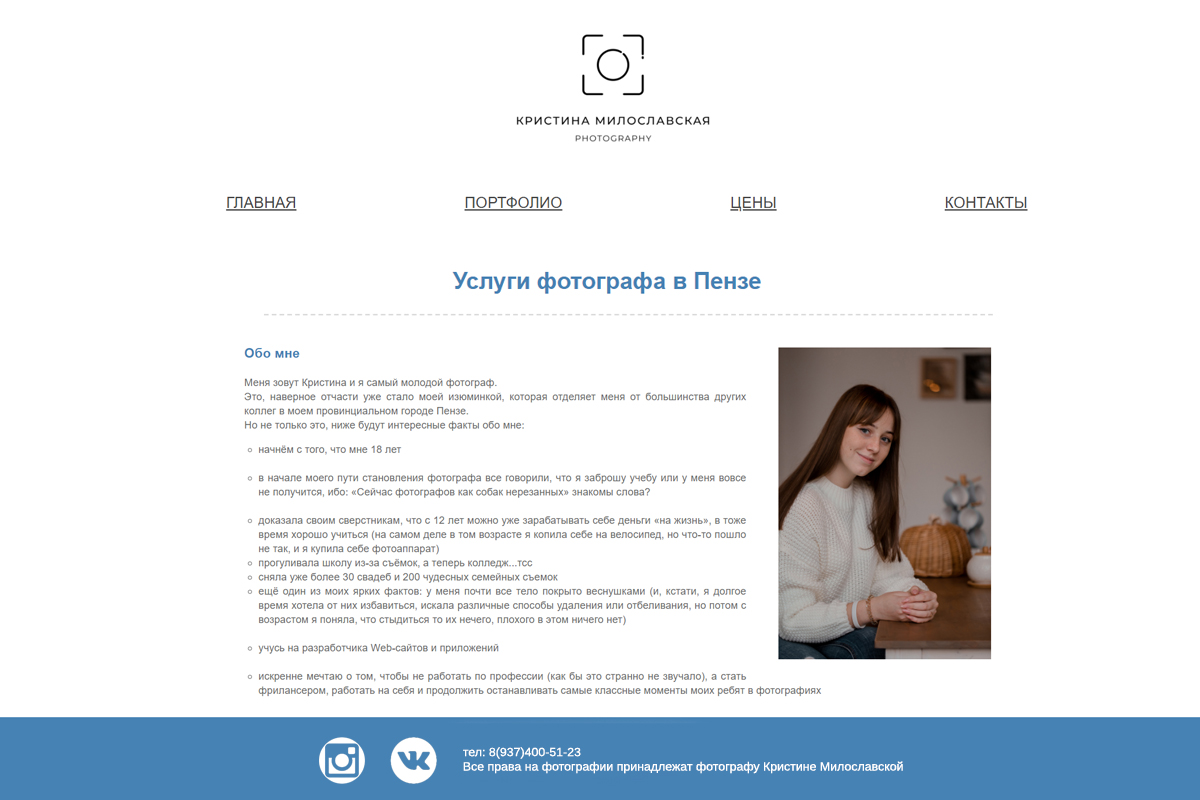 КРИСТИНА МИЛОСЛАВСКАЯ
PHOTOGRAPHY
ГЛАВНАЯ
ПОРТФОЛИО
ЦЕНЫ
КОНТАКТЫ
Услуги фотографа в Пензе
Обо мне
Меня зовут Кристина и я самый молодой фотограф.
Это, наверное отчасти уже стало моей изюминкой, которая отделяет меня от большинства других
коллег в моем провинциальном городе Пензе.
Но не только это, ниже будут интересные факты обо мне:
начнём с того, что мне 18 лет
в начале моего пути становления фотографа все говорили, что я заброшу учебу или у меня вовсе
не получится, ибо: «Сейчас фотографов как собак нерезанных» знакомы слова?
доказала своим сверстникам, что с 12 лет можно уже зарабатывать себе деньги «на жизнь», в тоже
время хорошо учиться (на самом деле в том возрасте я копила себе на велосипед, но что-то пошло
не так, и я купила себе фотоаппарат)
прогуливала школу из-за съёмок, а теперь колледж...тсс
сняла уже более 30 свадеб и 200 чудесных семейных съемок
ещё один из моих ярких фактов: у меня почти все тело покрыто веснушками (и, кстати, я долгое
время хотела от них избавиться, искала различные способы удаления или отбеливания, но потом с
возрастом я поняла, что стыдиться то их нечего, плохого в этом ничего нет)
учусь на разработчика Web-сайтов и приложений
искренне мечтаю о том, чтобы не работать по профессии (как бы это странно не звучало), а стать
фрилансером, работать на себя и продолжить останавливать самые классные моменты моих ребят в фотографиях
тел: 8(937)400-51-23
Все права на фотографии принадлежат фотографу Кристине Милославской